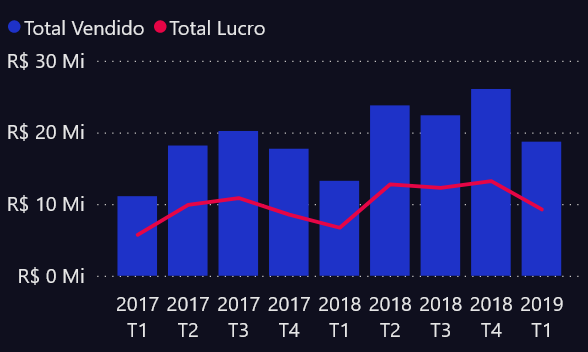 Total Vendido Total Lucro
R$ 30 Mi
R$ 20 Mi
R$ 10 Mi
R$ 0 Mi
2017 2017 2017 2017 2018 2018 2018 2018 2019
T1 T2 T3 T4 T1 T2 T3 T4 T1